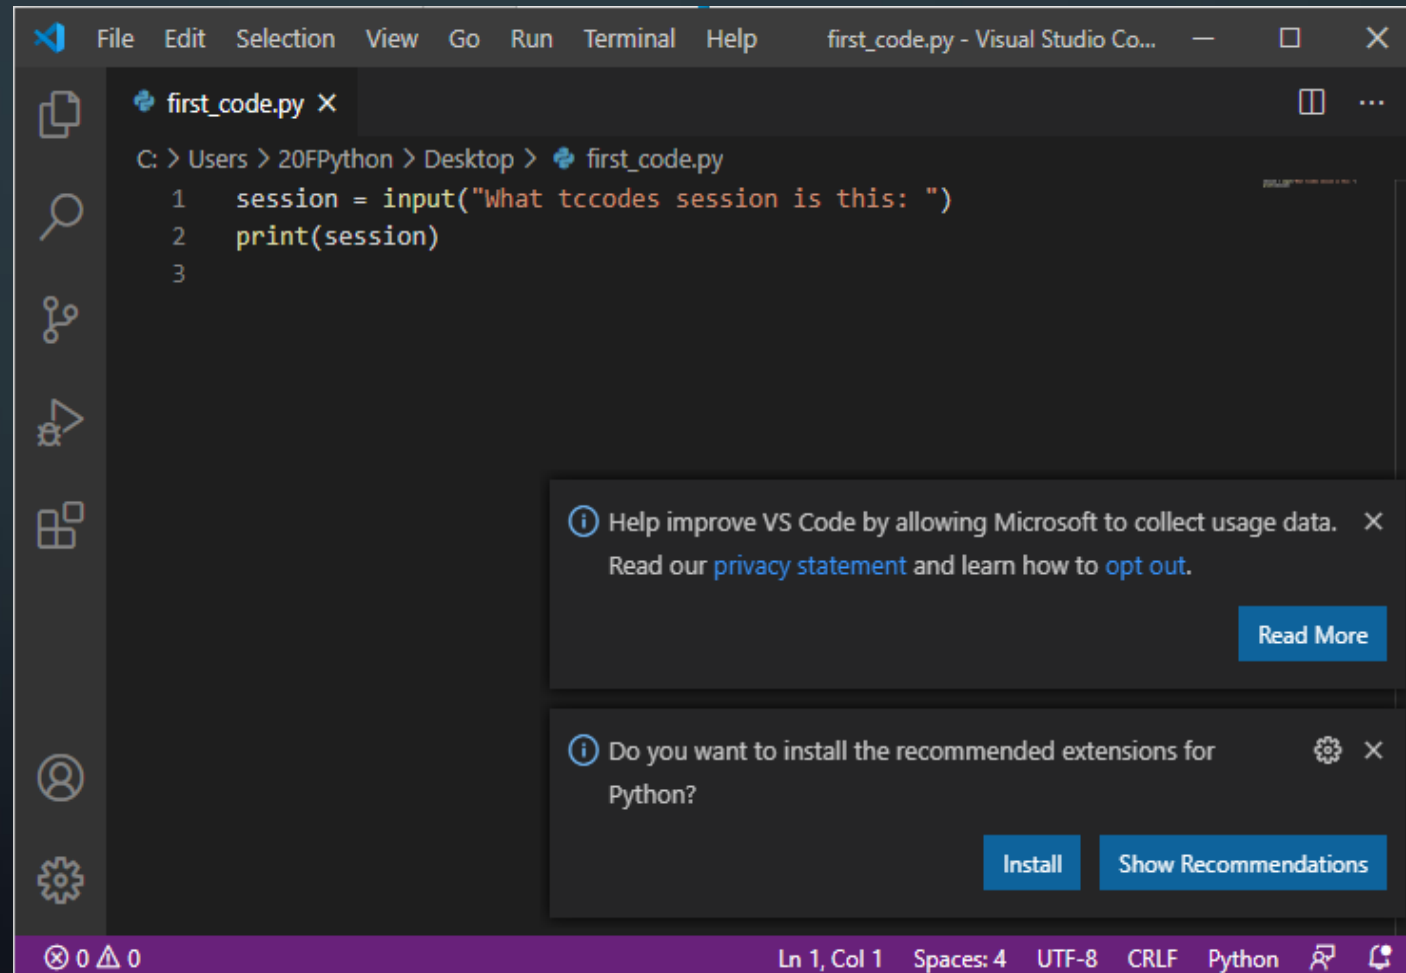 File Edit Selection View Go Run Terminal Help first_code.py - Visual Studio Co...
first_code.py
C: > Users > 20FPython > Desktop > first_code.py
1 session = input("What tccodes session is this: ")
2 print(session)
3
Help improve VS Code by allowing Microsoft to collect usage data.
Read our privacy statement and learn how to opt out.
Read More
Do you want to install the recommended extensions for
Python?
Install Show Recommendations
0 0 Ln 1, Col 1 Spaces: 4 UTF-8 CRLF Python